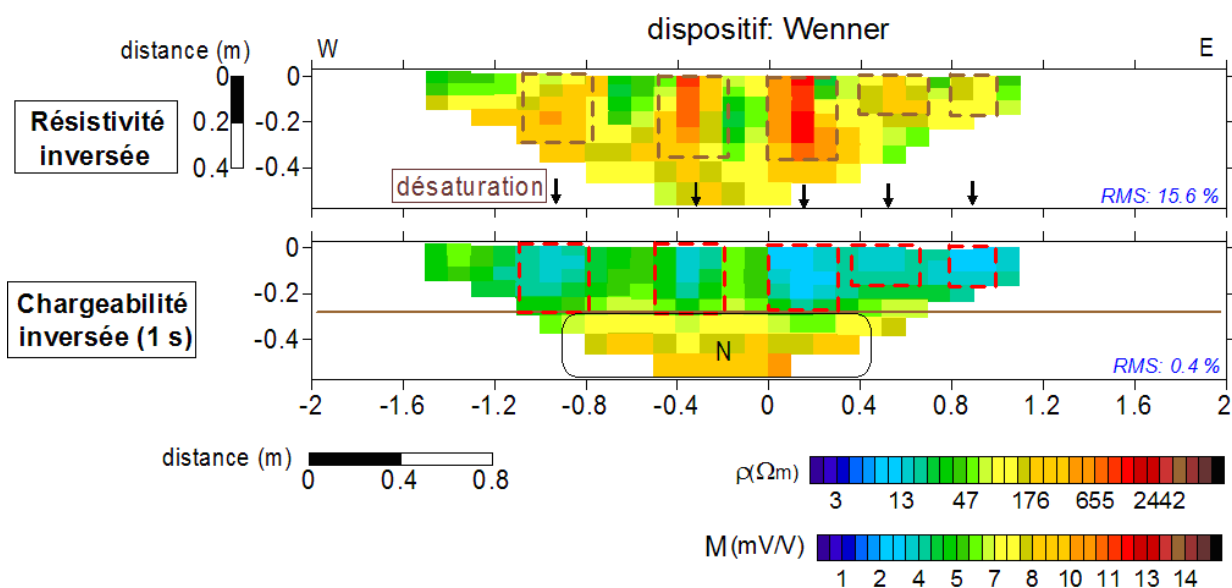 dispositif: Wenner
distance (m)
W
E
0
0.2
0.4
Résistivité
inversée
0
-0.2
-0.4
désaturation
RMS: 15.6 %
Chargeabilité
inversée (1 s)
0
-0.2
-0.4
N
RMS: 0.4 %
-2 -1.6 -1.2 -0.8 -0.4 0 0.4 0.8 1.2 1.6 2
distance (m)
0 0.4 0.8
ρ(Ωm)
3 13 47 176 655 2442
M (mV/V)
1 2 4 5 7 8 10 11 13 14